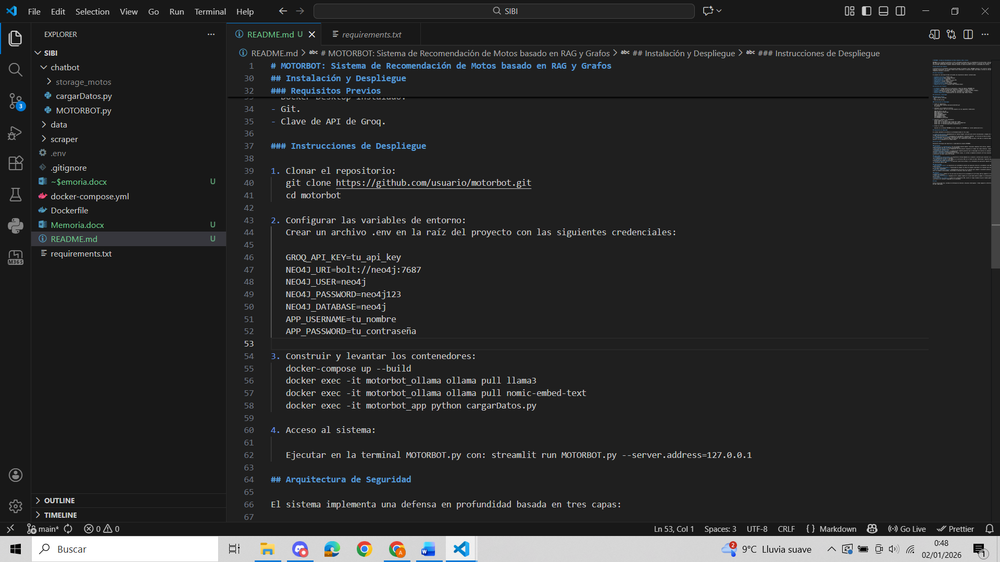 File Edit Selection View Go Run Terminal Help
SIBI
EXPLORER
SIBI
chatbot
storage_motos
cargarDatos.py
MOTORBOT.py
data
scraper
.env
.gitignore
~$emoria.docx U
docker-compose.yml
Dockerfile
Memoria.docx U
README.md U
requirements.txt
OUTLINE
TIMELINE
3
M365
README.md U
requirements.txt
README.md > abc # MOTORBOT: Sistema de Recomendación de Motos basado en RAG y Grafos > abc ## Instalación y Despliegue > abc ### Instrucciones de Despliegue
1 # MOTORBOT: Sistema de Recomendación de Motos basado en RAG y Grafos
30 ## Instalación y Despliegue
32 ### Requisitos Previos
33 - Docker Desktop instalado.
34 - Git.
35 - Clave de API de Groq.
36
37 ### Instrucciones de Despliegue
38
39 1. Clonar el repositorio:
40 git clone https://github.com/usuario/motorbot.git
41 cd motorbot
42
43 2. Configurar las variables de entorno:
44 Crear un archivo .env en la raíz del proyecto con las siguientes credenciales:
45
46 GROQ_API_KEY=tu_api_key
47 NEO4J_URI=bolt://neo4j:7687
48 NEO4J_USER=neo4j
49 NEO4J_PASSWORD=neo4j123
50 NEO4J_DATABASE=neo4j
51 APP_USERNAME=tu_nombre
52 APP_PASSWORD=tu_contraseña
53
54 3. Construir y levantar los contenedores:
55 docker-compose up --build
56 docker exec -it motorbot_ollama ollama pull llama3
57 docker exec -it motorbot_ollama ollama pull nomic-embed-text
58 docker exec -it motorbot_app python cargarDatos.py
59
60 4. Acceso al sistema:
61
62 Ejecutar en la terminal MOTORBOT.py con: streamlit run MOTORBOT.py --server.address=127.0.0.1
63
64 ## Arquitectura de Seguridad
65
66 El sistema implementa una defensa en profundidad basada en tres capas:
67
main* 0 0
Ln 53, Col 1 Spaces: 3 UTF-8 CRLF {} Markdown Go Live Prettier
Buscar
2 9°C Lluvia suave
0:48
02/01/2026
1